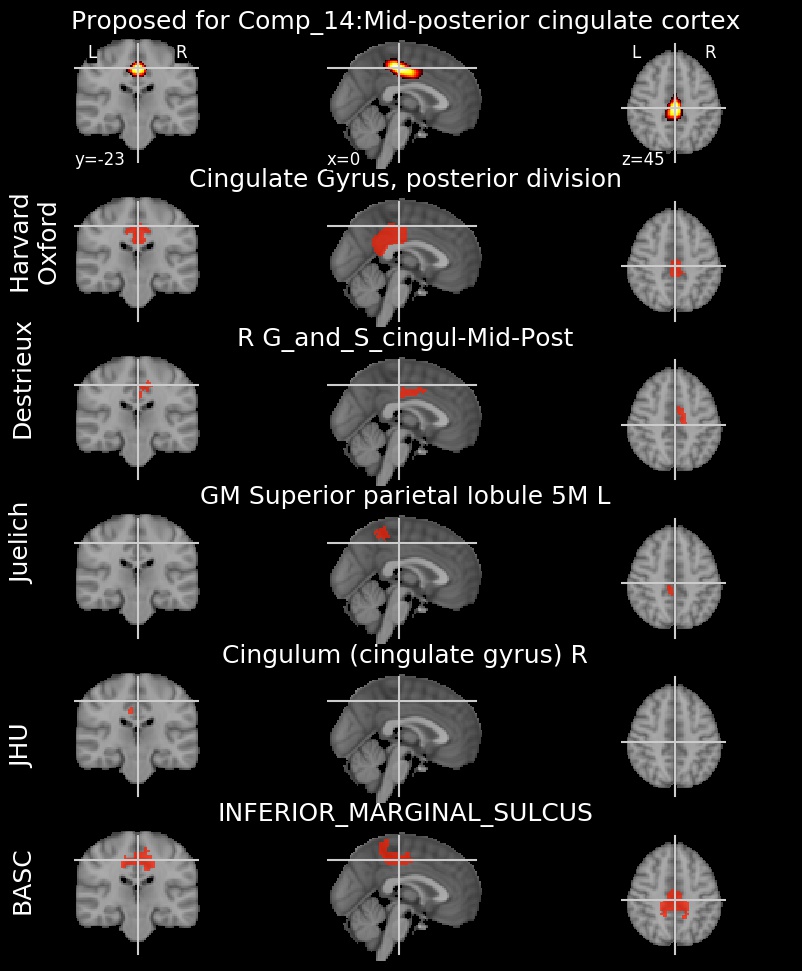 Proposed for Comp_14:Mid-posterior cingulate cortex
L R L R
y=-23 x=0 z=45
Cingulate Gyrus, posterior division
Harvard
Oxford
R G_and_S_cingul-Mid-Post
Destrieux
GM Superior parietal lobule 5M L
Juelich
Cingulum (cingulate gyrus) R
JHU
INFERIOR_MARGINAL_SULCUS
BASC